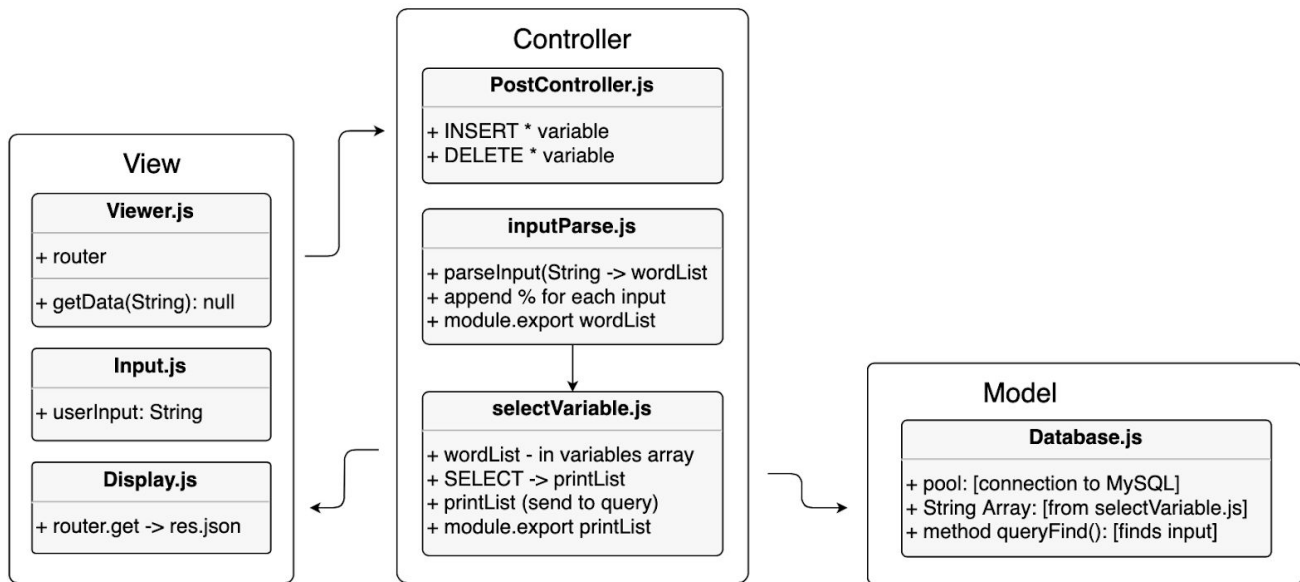 View
Viewer.js
+ router
+ getData(String): null
Input.js
+ userInput: String
Display.js
+ router.get -> res.json
Controller
PostController.js
+ INSERT * variable
+ DELETE * variable
inputParse.js
+ parseInput(String -> wordList
+ append % for each input
+ module.export wordList
selectVariable.js
+ wordList - in variables array
+ SELECT -> printList
+ printList (send to query)
+ module.export printList
Model
Database.js
+ pool: [connection to MySQL]
+ String Array: [from selectVariable.js]
+ method queryFind(): [finds input]